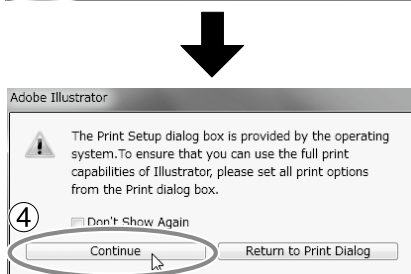 Adobe Illustrator
The Print Setup dialog box is provided by the operating
system.To ensure that you can use the full print
capabilities of Illustrator, please set all print options
from the Print dialog box.
④
Don't Show Again
Continue Return to Print Dialog